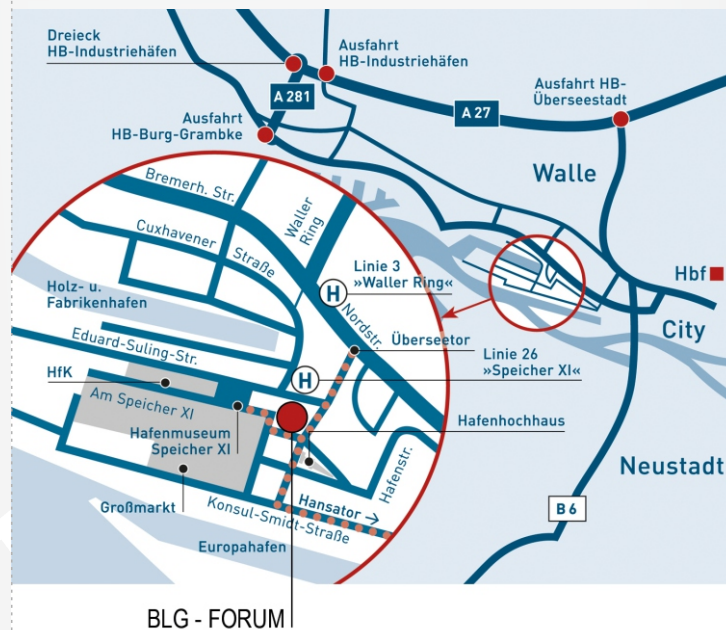 Dreieck
HB-Industriehäfen
Ausfahrt
HB-Industriehäfen
Ausfahrt HB-
Überseestadt
A 281
A 27
Ausfahrt
HB-Burg-Grambke
Walle
Bremerh. Str.
Waller
Ring
Cuxhavener
Straße
Linie 3
»Waller Ring«
Hbf
Holz- u.
Fabrikenhafen
H
Nordstr.
City
Überseetor
Eduard-Suling-Str.
Linie 26
»Speicher XI«
HfK
H
Am Speicher XI
Hafenhochhaus
Hafenmuseum
Speicher XI
Neustadt
Hafenstr.
Großmarkt
Hansator →
Konsul-Smidt-Straße
B 6
Europahafen
BLG - FORUM